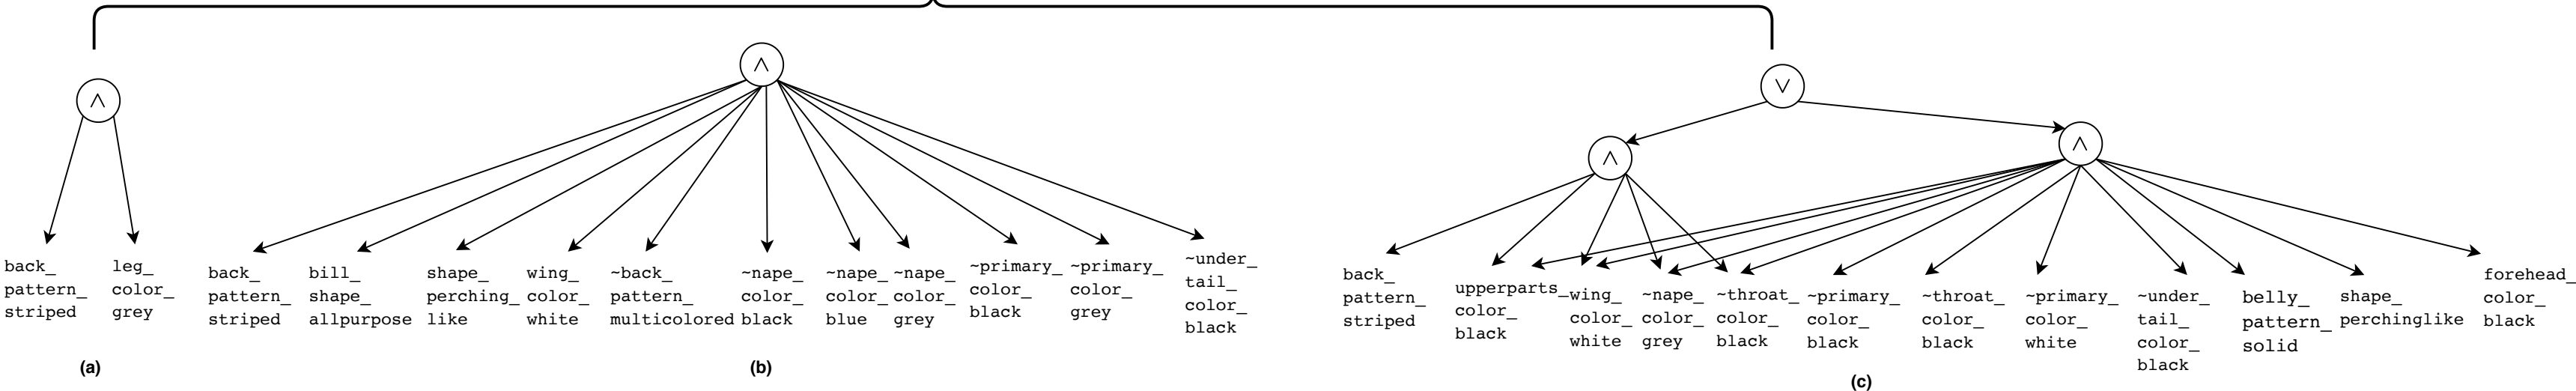 ∧
back_
pattern_
striped
leg_
color_
grey
(a)
∧
back_
pattern_
striped
bill_
shape_
allpurpose
shape_
perching_
like
wing_
color_
white
~back_
pattern_
multicolored
~nape_
color_
black
~nape_
color_
blue
~nape_
color_
grey
~primary_
color_
black
~primary_
color_
grey
~under_
tail_
color_
black
(b)
∨
∧
∧
back_
pattern_
striped
upperparts_
color_
black
wing_
color_
white
~nape_
color_
grey
~throat_
color_
black
~primary_
color_
black
~throat_
color_
black
~primary_
color_
white
~under_
tail_
color_
black
belly_
pattern_
solid
shape_
perchinglike
forehead_
color_
black
(c)